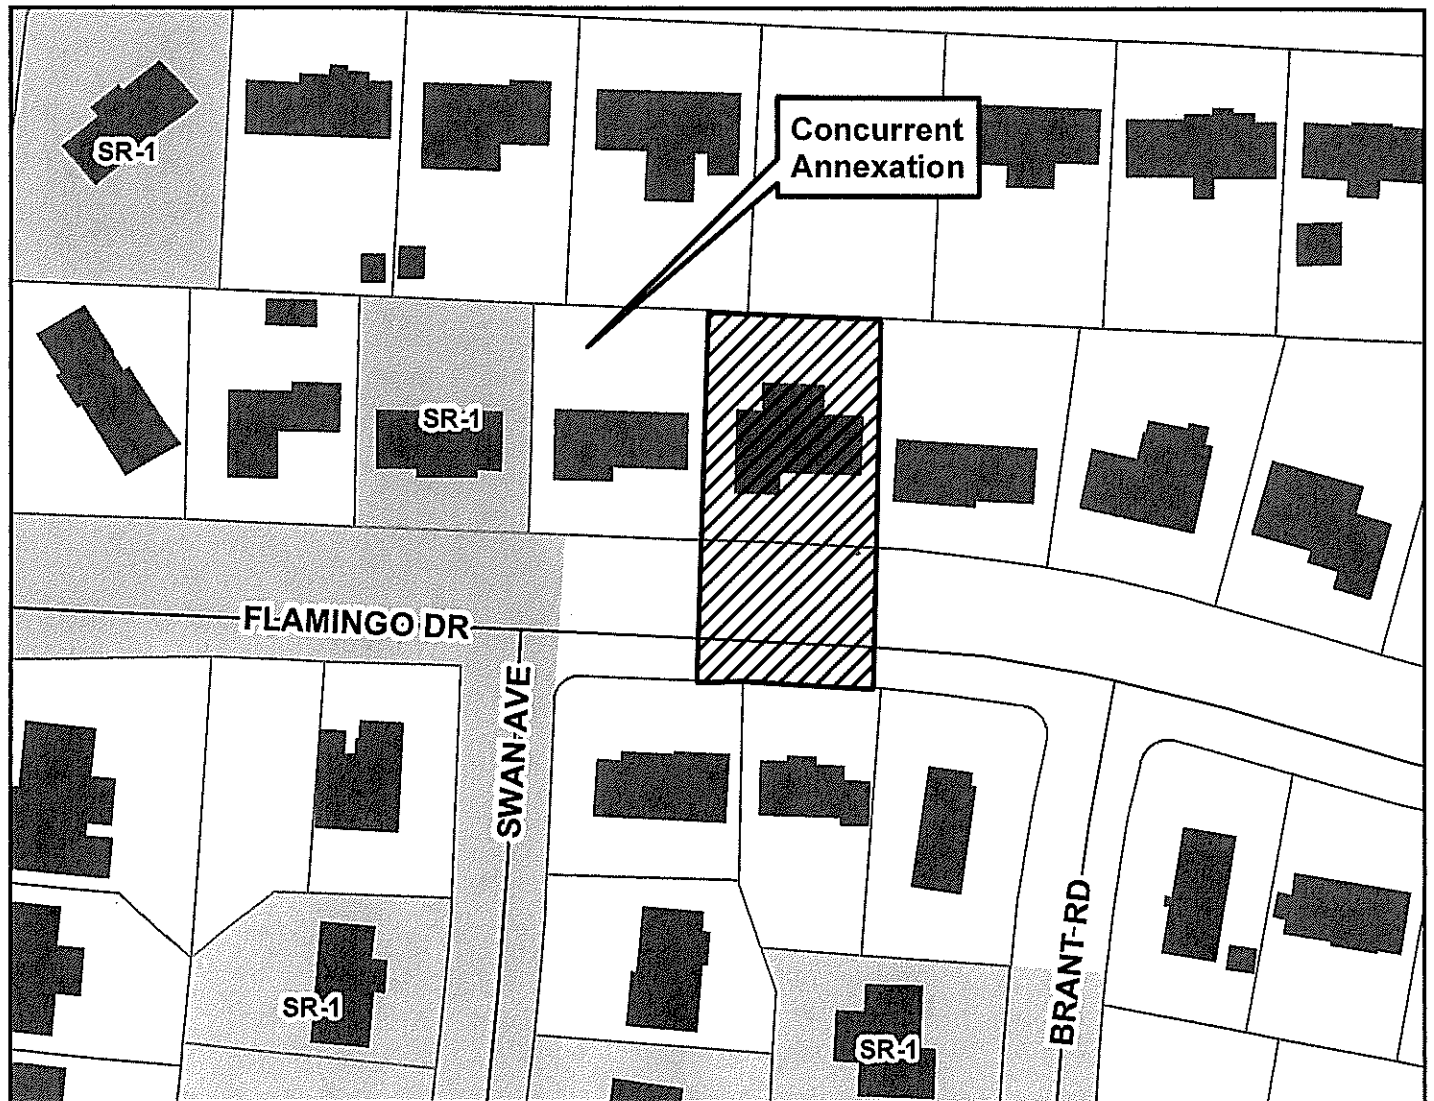 Concurrent
Annexation
SR-1
SR-1
FLAMINGO DR
SWAN AVE
BRANT RD
SR-1
SR-1